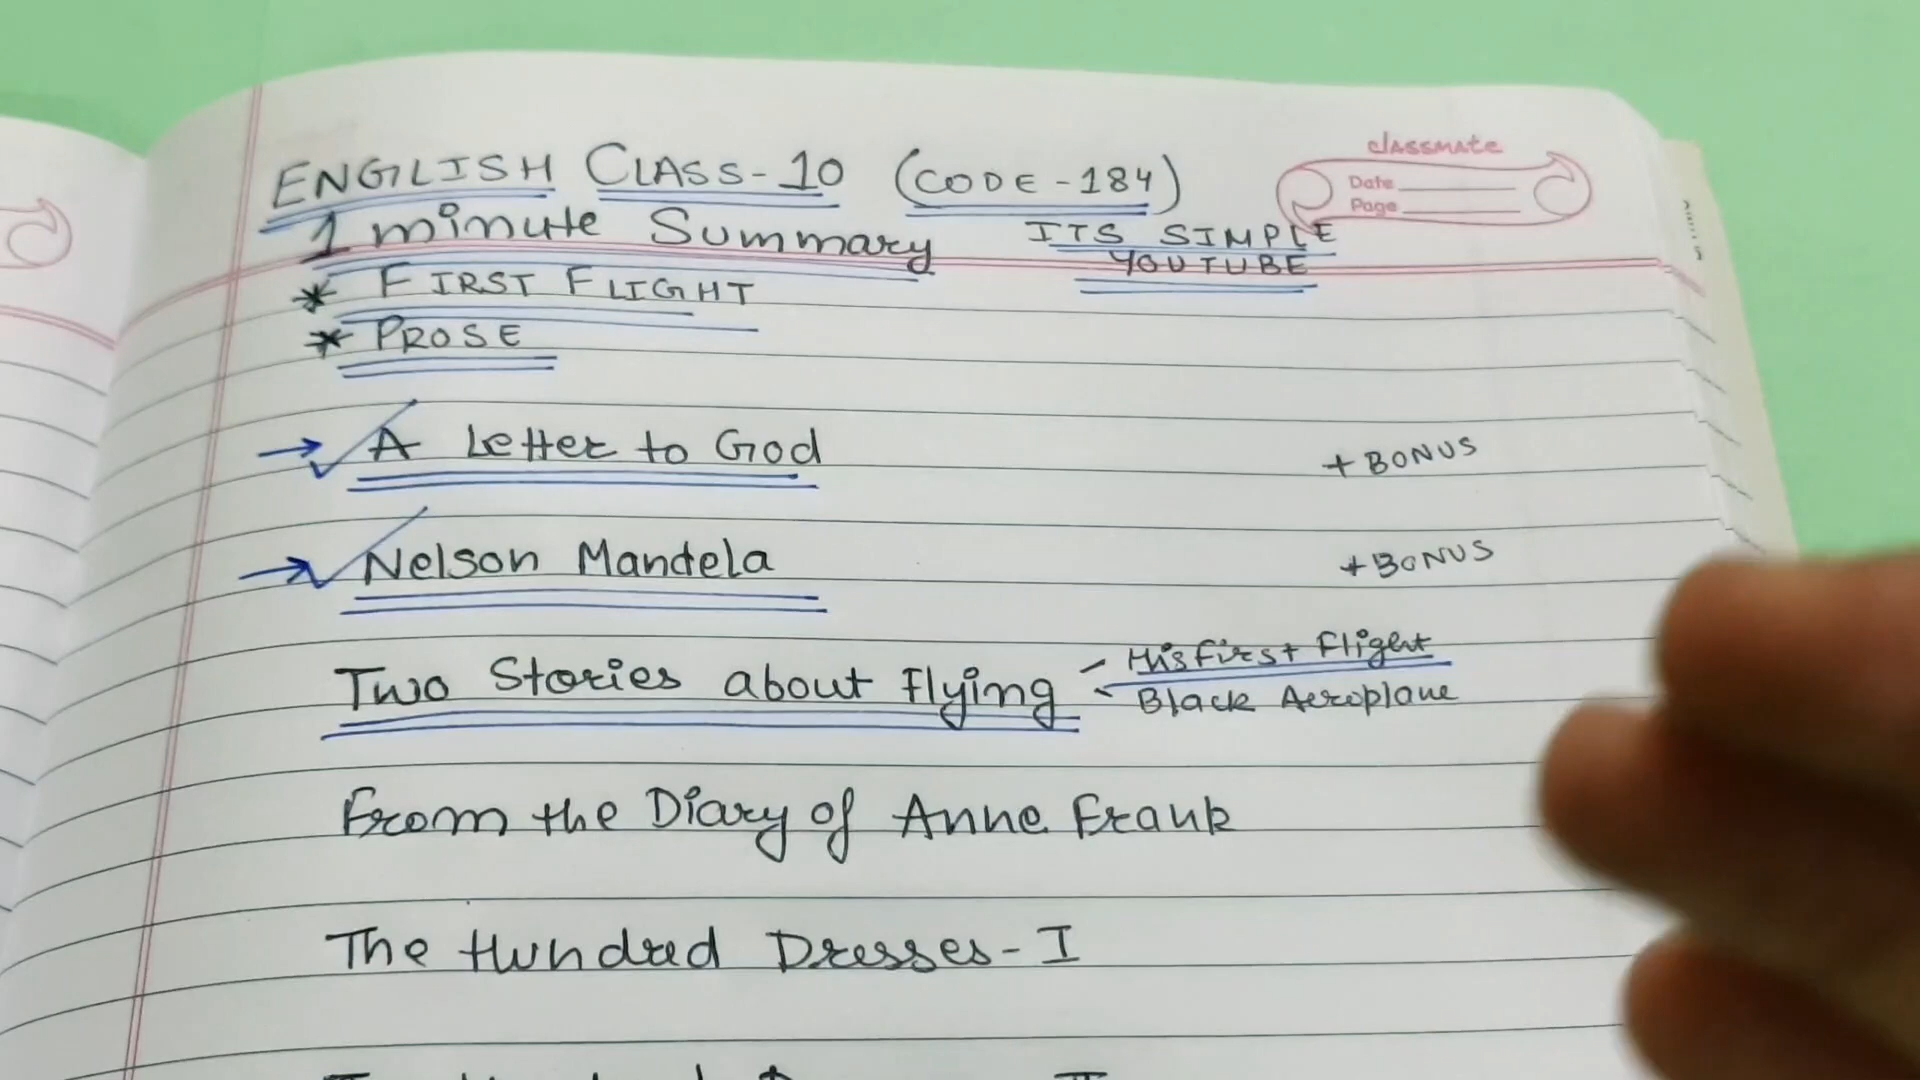 ENGLISH CLASS-10 (CODE-184)
classmate
Date
Page
1 minute Summary
ITS SIMPLE
YOUTUBE
* FIRST FLIGHT
* PROSE
→ ✓ A Letter to God + BONUS
→ ✓ Nelson Mandela + BONUS
Two Stories about Flying - His First Flight
- Black Aeroplane
From the Diary of Anne Frank
The Hundred Dresses-I